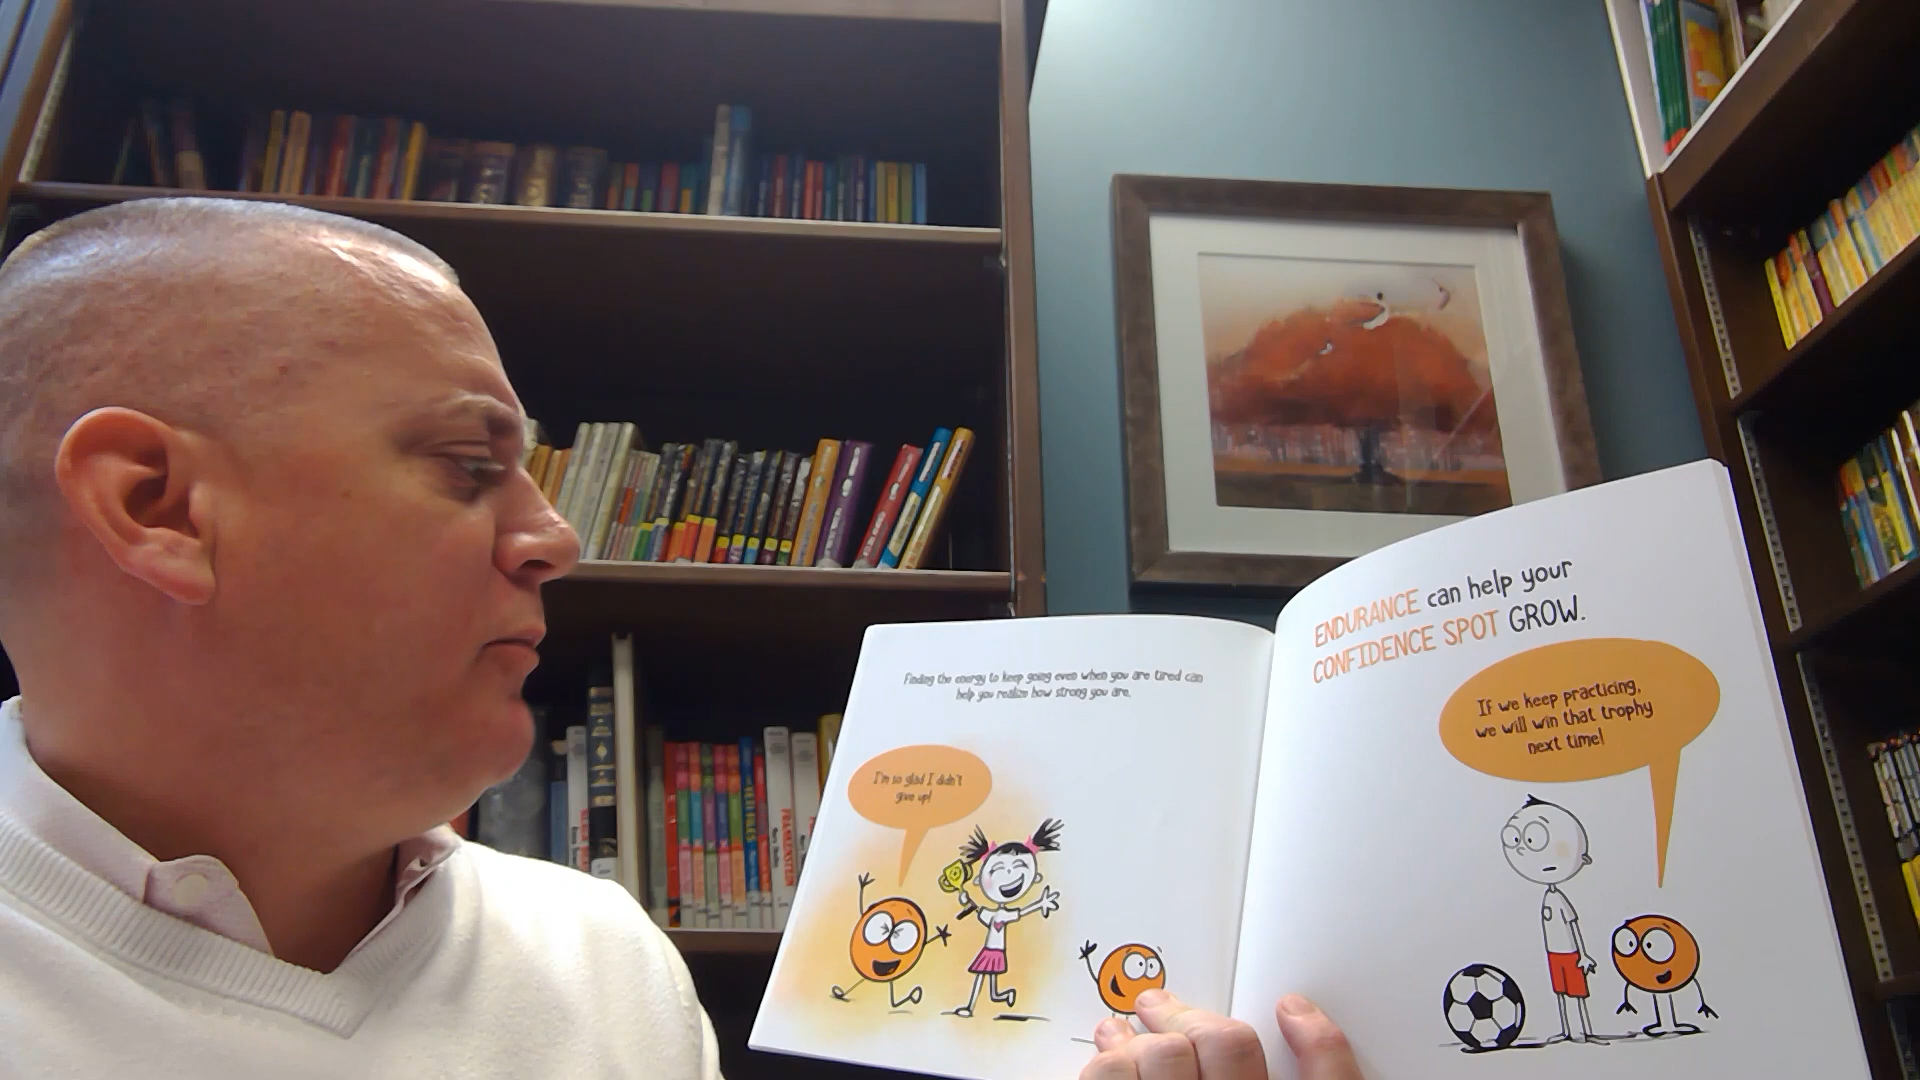 Finding the energy to keep going even when you are tired can
help you realize how strong you are.
I'm so glad I didn't
give up!
ENDURANCE can help your
CONFIDENCE SPOT GROW.
If we keep practicing,
we will win that trophy
next time!
FRANKENSTEIN